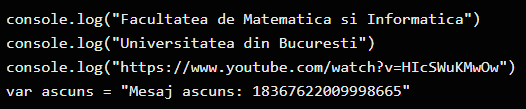 console.log("Facultatea de Matematica si Informatica")
console.log("Universitatea din Bucuresti")
console.log("https://www.youtube.com/watch?v=HIcSWuKMwOw")
var ascuns = "Mesaj ascuns: 18367622009998665"